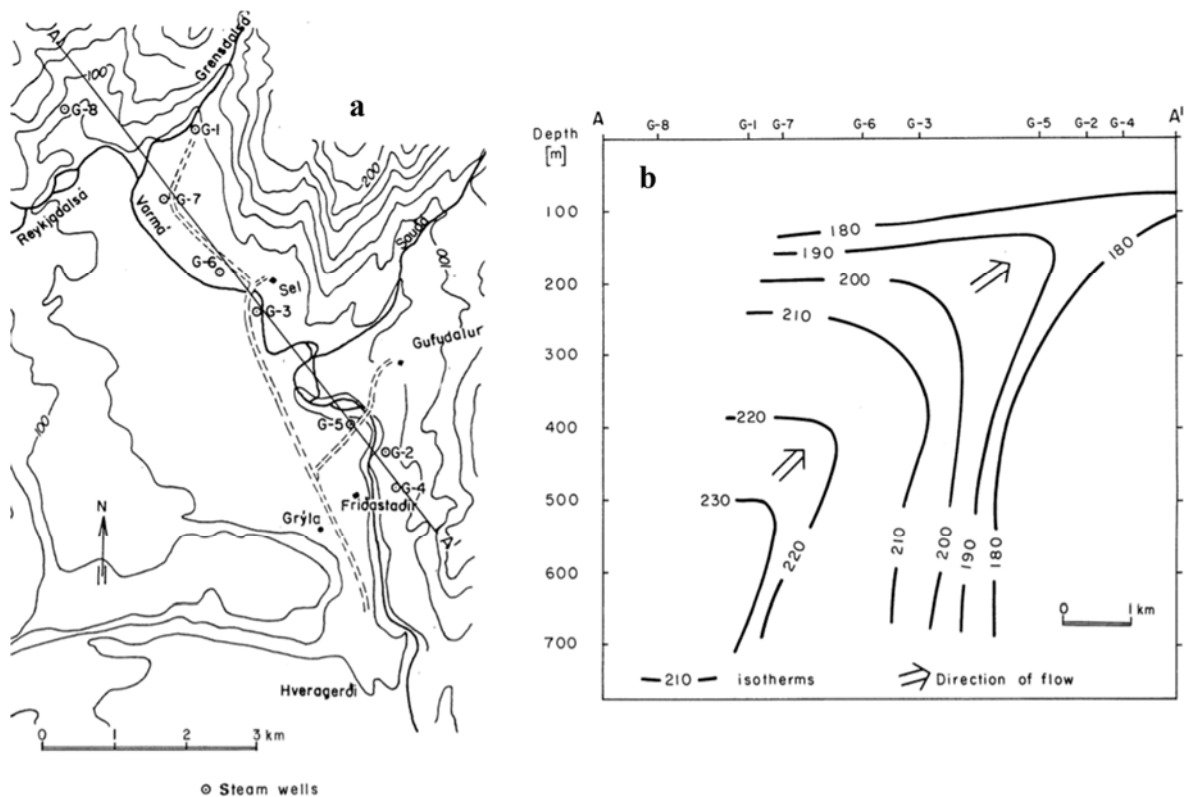 a
A
100
Grensdalsá
G-8
G-1
200
Reykjadalsá
Varmá
G-7
Sauðá
100
G-6
Sel
G-3
Gufudalur
100
G-5
G-2
G-4
N
Friðastaðir
Grýla
A'
Hveragerði
0 1 2 3 km
Steam wells
b
A G-8 G-1 G-7 G-6 G-3 G-5 G-2 G-4 A'
Depth
[m]
100
200
300
400
500
600
700
180
180
190
200
210
220
230
220
210
200
190
180
0 1 km
210 isotherms
Direction of flow